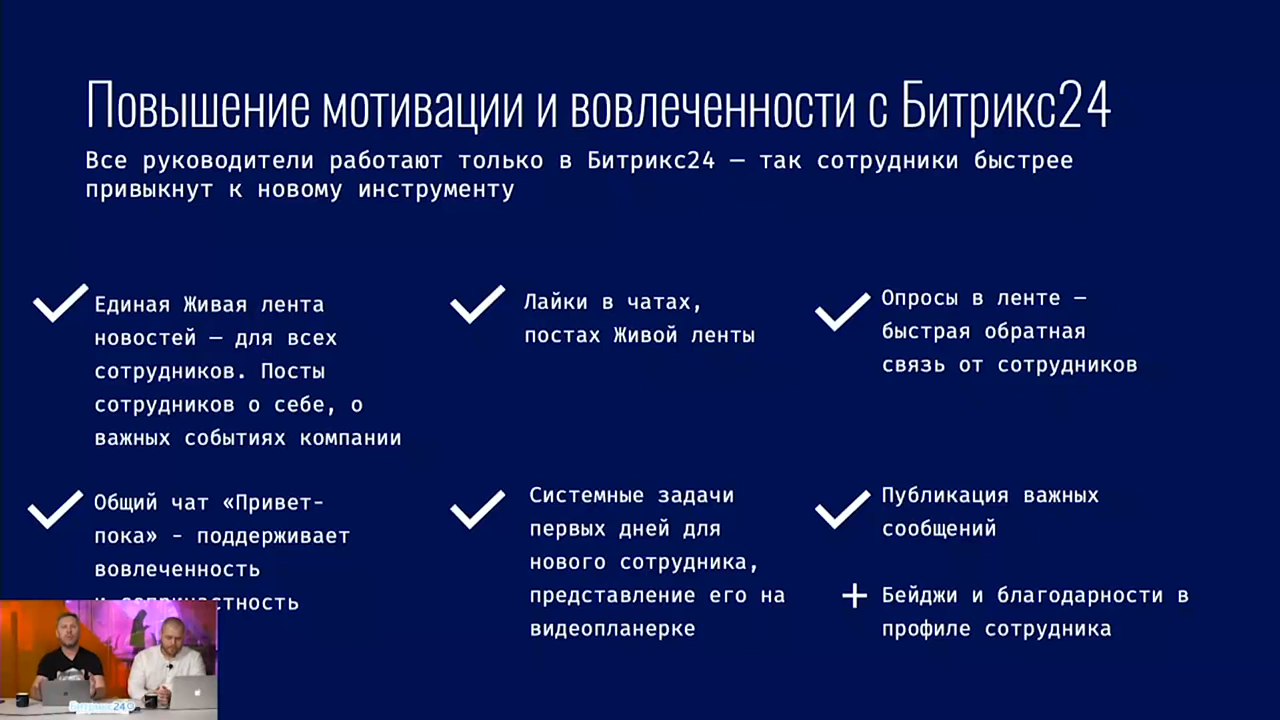 Повышение мотивации и вовлеченности с Битрикс24
Все руководители работают только в Битрикс24 — так сотрудники быстрее
привыкнут к новому инструменту
Единая Живая лента
новостей — для всех
сотрудников. Посты
сотрудников о себе, о
важных событиях компании
Лайки в чатах,
постах Живой ленты
Опросы в ленте —
быстрая обратная
связь от сотрудников
Общий чат «Привет-
пока» - поддерживает
вовлеченность
и сопричастность
Системные задачи
первых дней для
нового сотрудника,
представление его на
видеопланерке
Публикация важных
сообщений
+ Бейджи и благодарности в
профиле сотрудника
Битрикс24